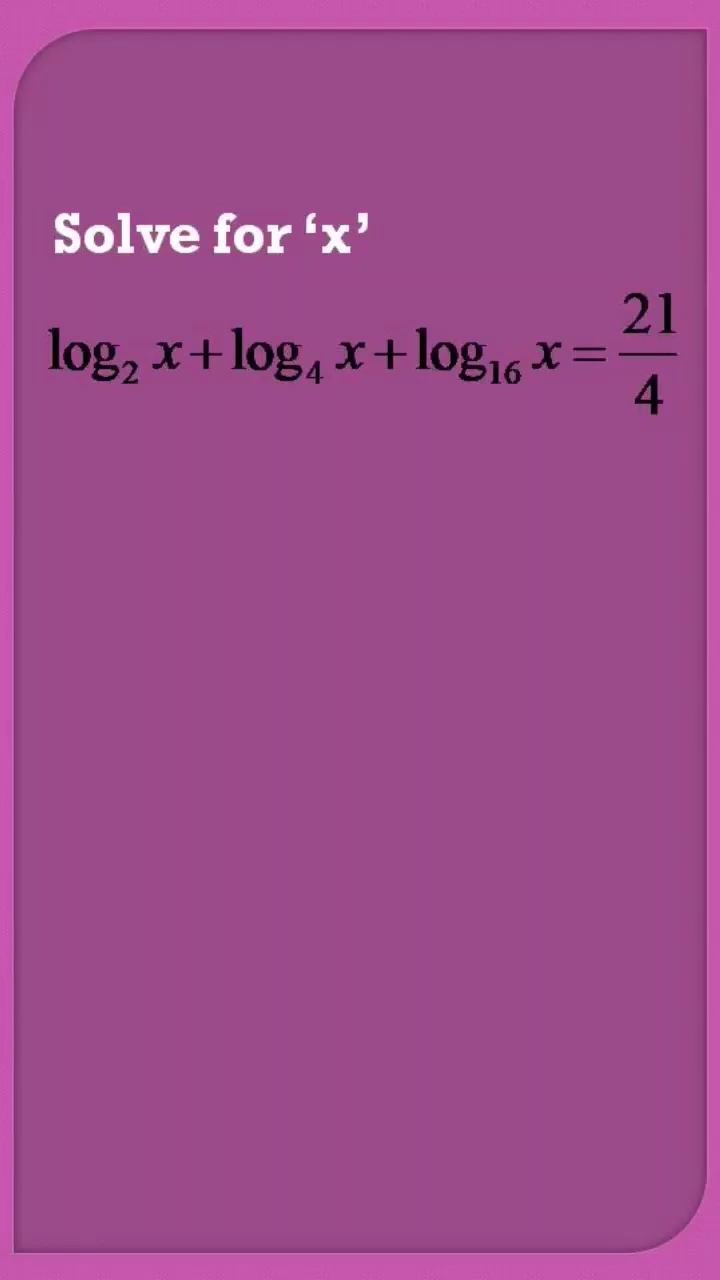 Solve for ‘x’
log₂ x + log₄ x + log₁₆ x = 21/4